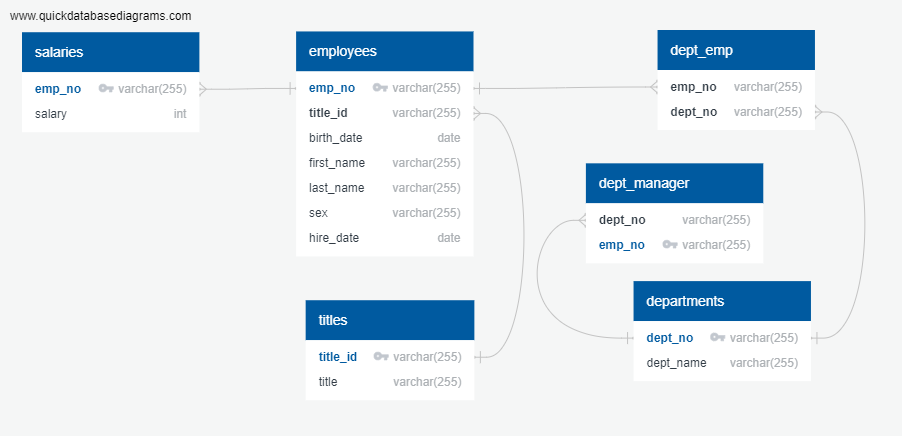 www.quickdatabasediagrams.com
salaries
emp_no varchar(255)
salary int
employees
emp_no varchar(255)
title_id varchar(255)
birth_date date
first_name varchar(255)
last_name varchar(255)
sex varchar(255)
hire_date date
dept_emp
emp_no varchar(255)
dept_no varchar(255)
dept_manager
dept_no varchar(255)
emp_no varchar(255)
titles
title_id varchar(255)
title varchar(255)
departments
dept_no varchar(255)
dept_name varchar(255)